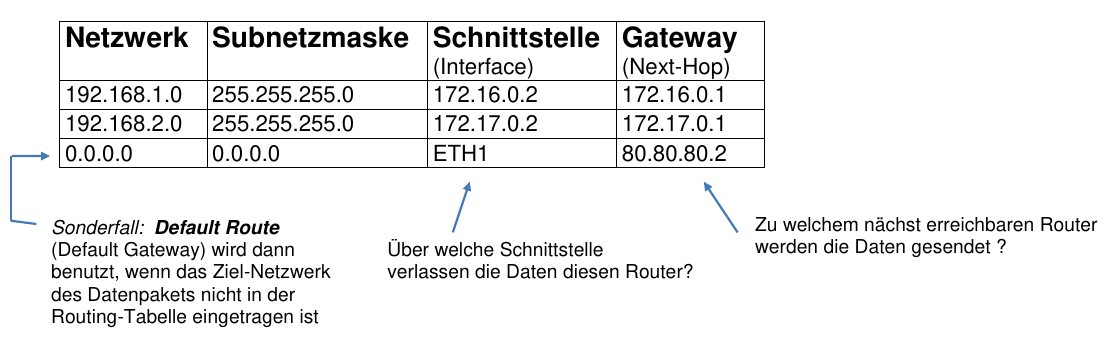 Netzwerk Subnetzmaske Schnittstelle Gateway
(Interface) (Next-Hop)
192.168.1.0 255.255.255.0 172.16.0.2 172.16.0.1
192.168.2.0 255.255.255.0 172.17.0.2 172.17.0.1
0.0.0.0 0.0.0.0 ETH1 80.80.80.2
Sonderfall: Default Route
(Default Gateway) wird dann
benutzt, wenn das Ziel-Netzwerk
des Datenpakets nicht in der
Routing-Tabelle eingetragen ist
Über welche Schnittstelle
verlassen die Daten diesen Router?
Zu welchem nächst erreichbaren Router
werden die Daten gesendet ?